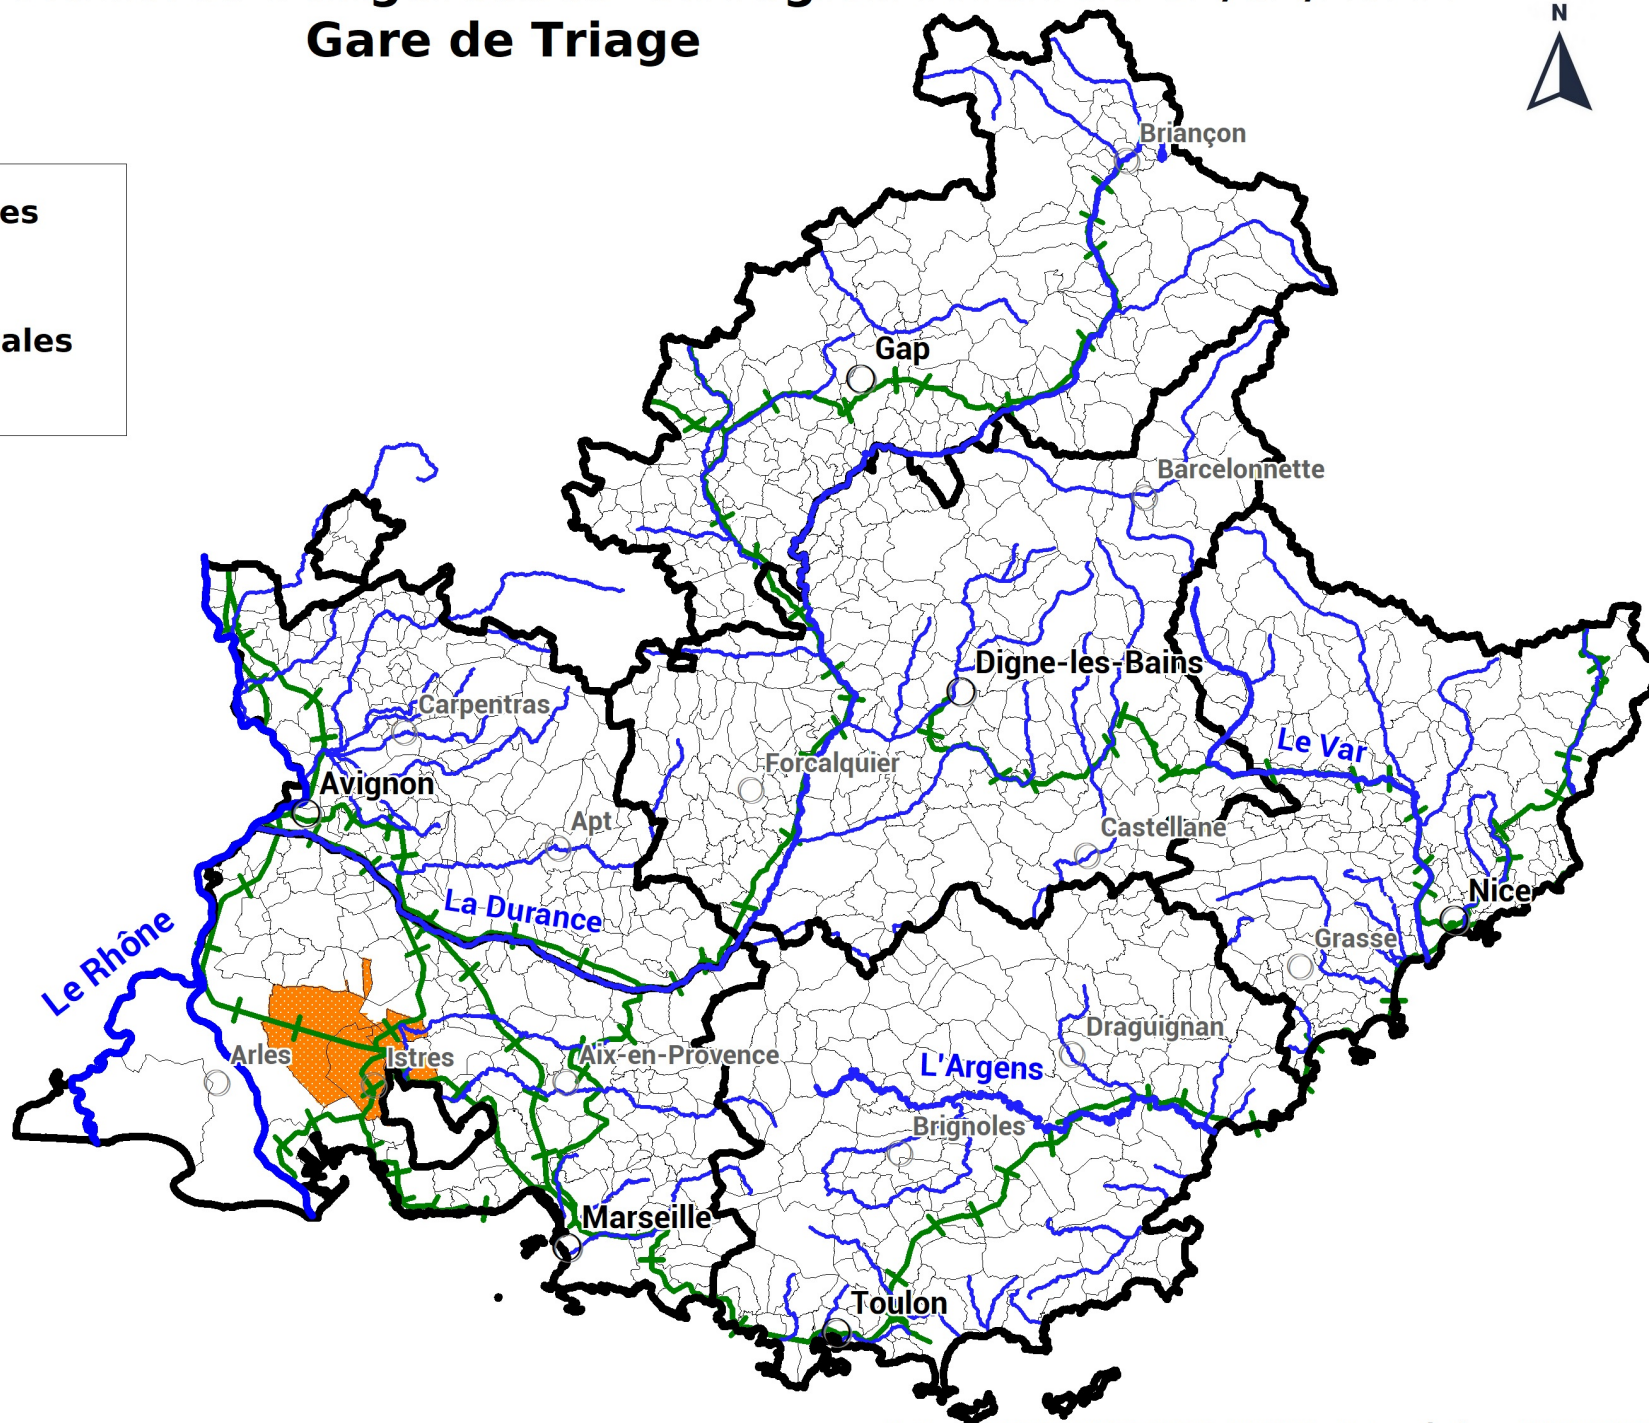 Gare de Triage
N
es
ales
Briançon
Gap
Barcelonnette
Digne-les-Bains
Carpentras
Le Var
Forcalquier
Avignon
Apt
Castellane
Nice
La Durance
Grasse
Le Rhône
Draguignan
Arles
Istres
Aix-en-Provence
L'Argens
Brignoles
Marseille
Toulon